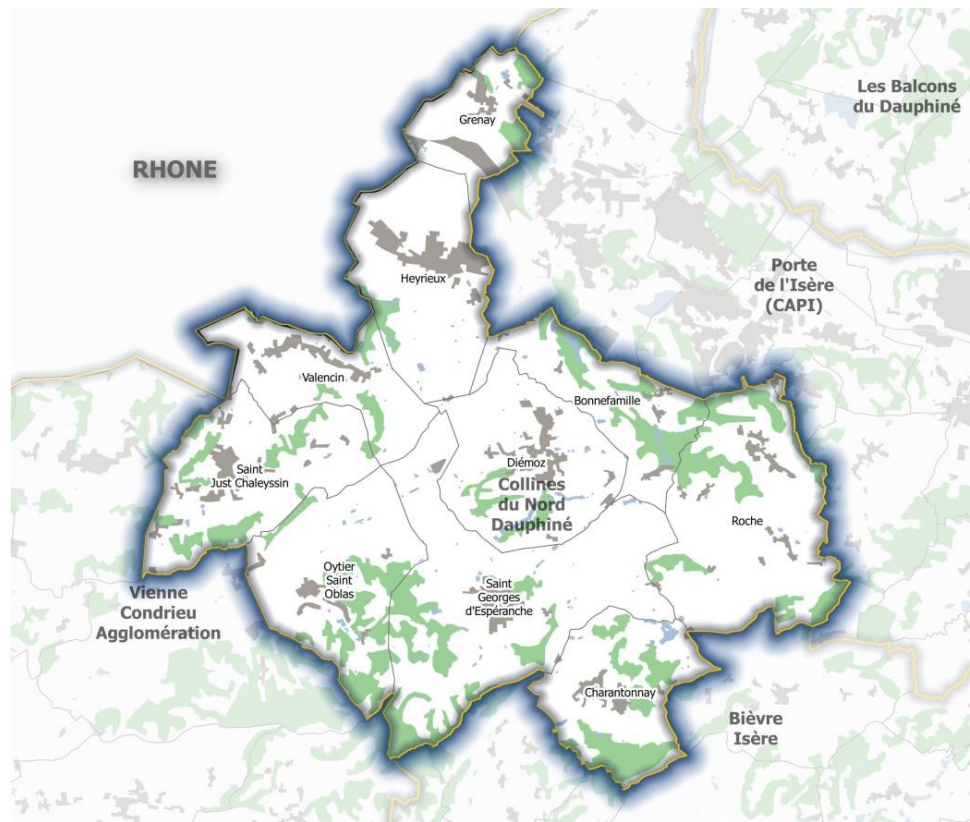 Les Balcons
du Dauphiné
Grenay
RHONE
Heyrieux
Porte
de l'Isère
(CAPI)
Valencin
Bonnefamille
Saint
Just Chaleyssin
Diémoz
Collines
du Nord
Dauphiné
Roche
Oytier
Saint
Oblas
Saint
Georges
d'Espéranche
Vienne
Condrieu
Agglomération
Charantonnay
Bièvre
Isère